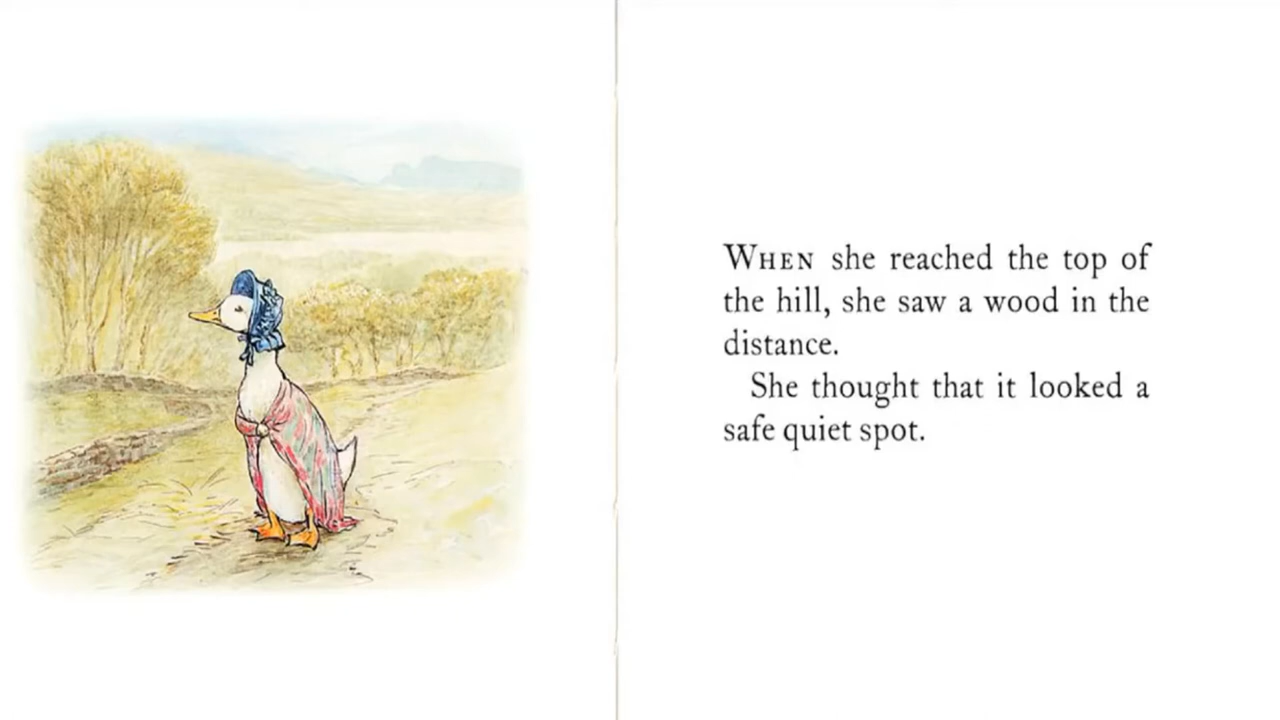 WHEN she reached the top of
the hill, she saw a wood in the
distance.
She thought that it looked a
safe quiet spot.